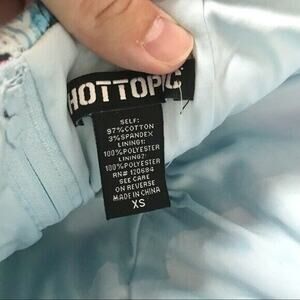 HOTTOPIC
SELF:
97%COTTON
3%SPANDEX
LINING1:
100%POLYESTER
LINING2:
100%POLYESTER
RN# 120684
SEE CARE
ON REVERSE
MADE IN CHINA
XS